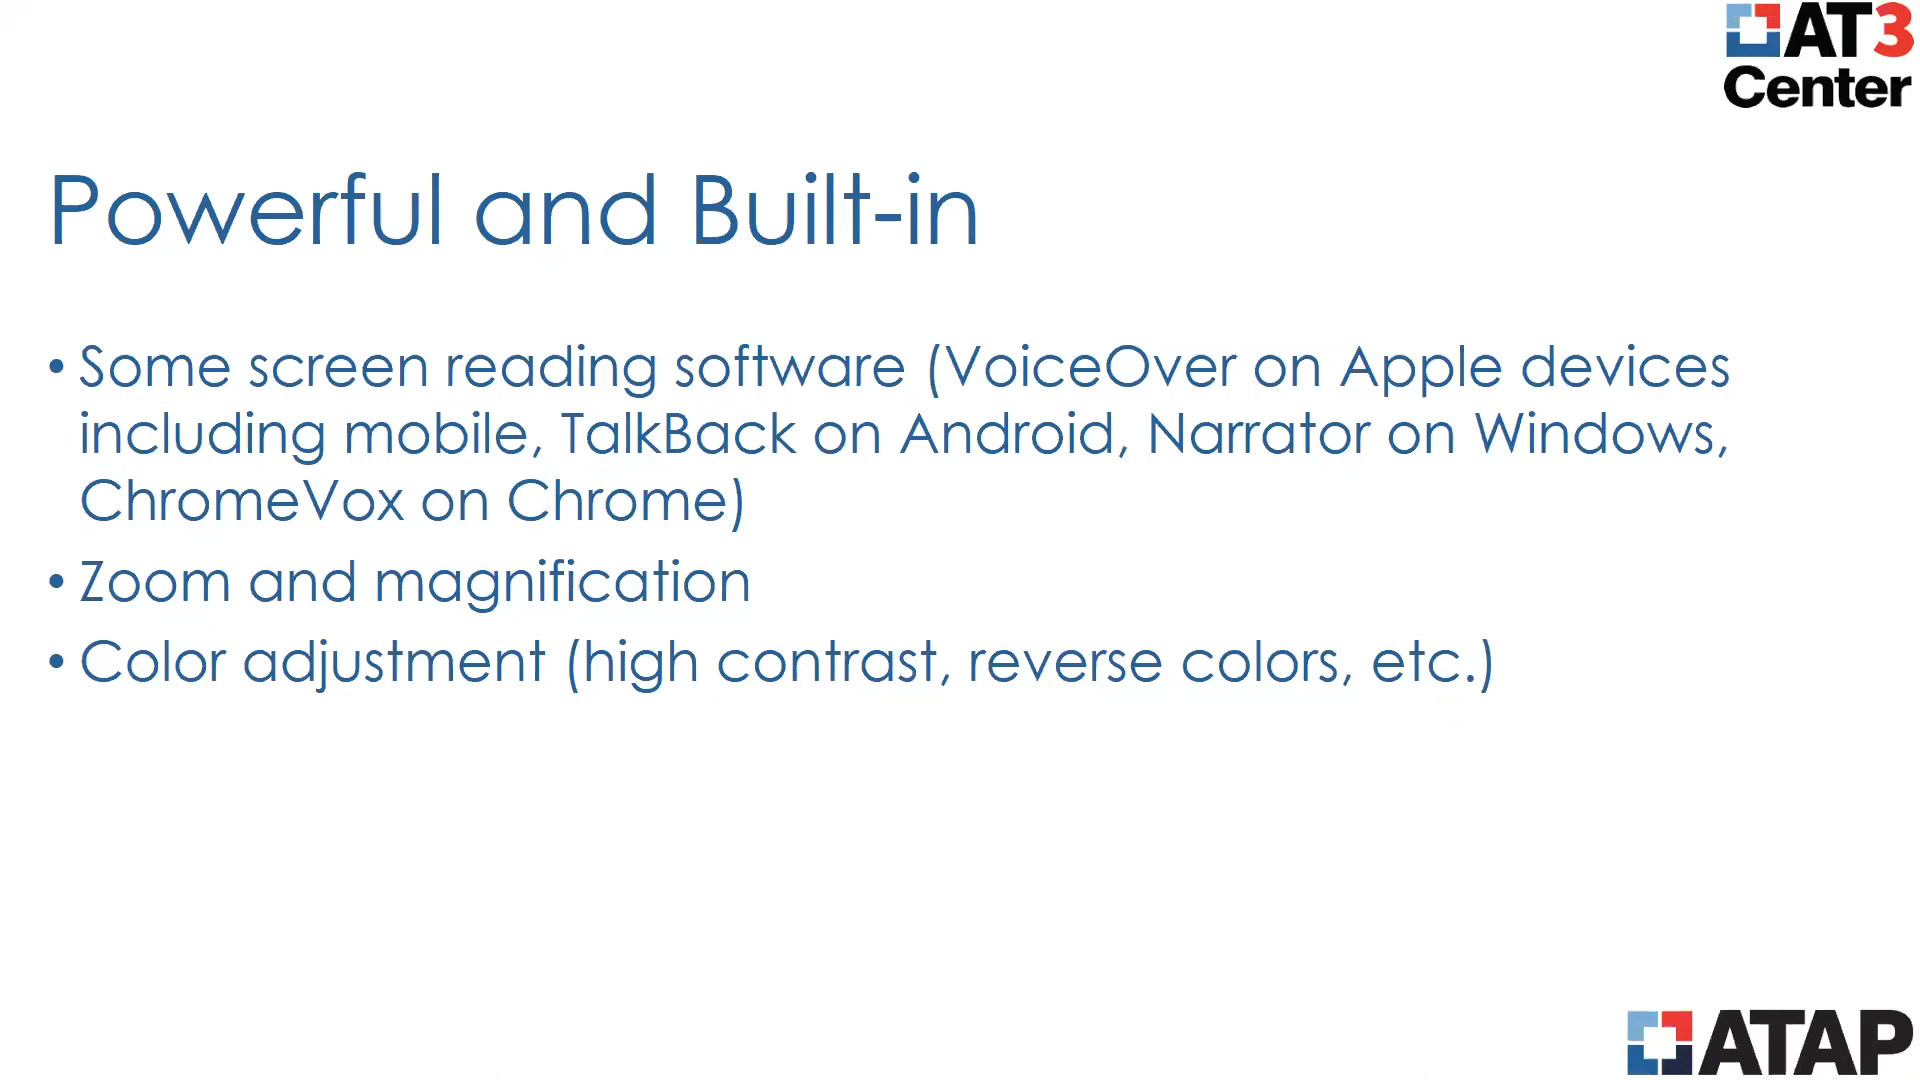 AT3
Center
Powerful and Built-in
• Some screen reading software (VoiceOver on Apple devices
including mobile, TalkBack on Android, Narrator on Windows,
ChromeVox on Chrome)
• Zoom and magnification
• Color adjustment (high contrast, reverse colors, etc.)
ATAP